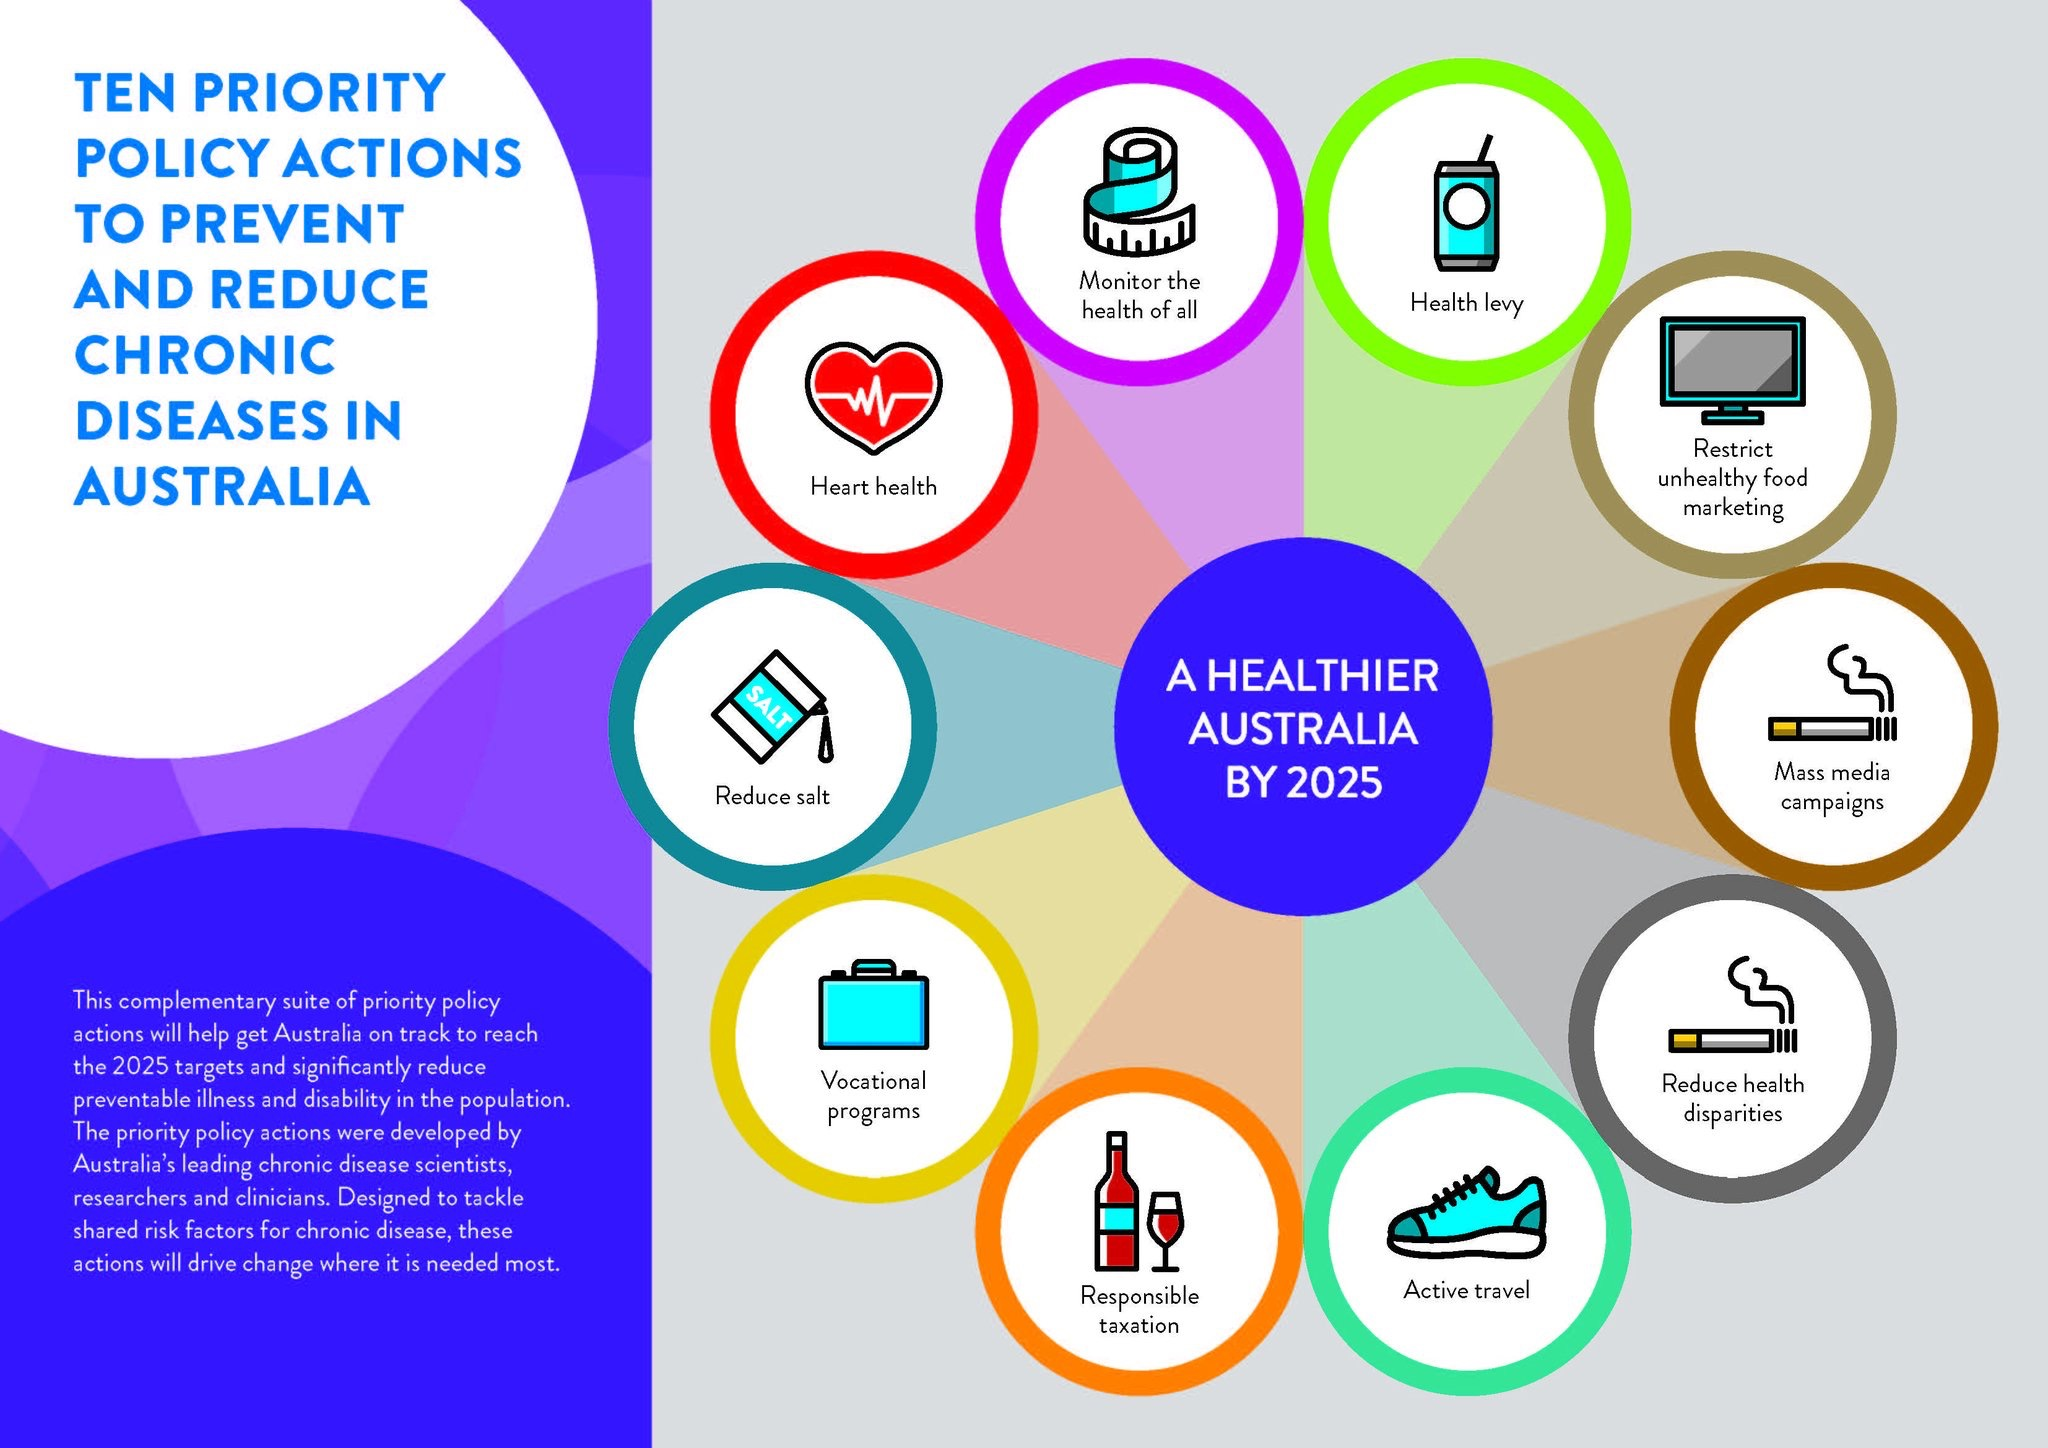 TEN PRIORITY
POLICY ACTIONS
TO PREVENT
AND REDUCE
CHRONIC
DISEASES IN
AUSTRALIA
This complementary suite of priority policy
actions will help get Australia on track to reach
the 2025 targets and significantly reduce
preventable illness and disability in the population.
The priority policy actions were developed by
Australia's leading chronic disease scientists,
researchers and clinicians. Designed to tackle
shared risk factors for chronic disease, these
actions will drive change where it is needed most.
A HEALTHIER
AUSTRALIA
BY 2025
Monitor the
health of all
Health levy
Restrict
unhealthy food
marketing
Mass media
campaigns
Reduce health
disparities
Active travel
Responsible
taxation
Vocational
programs
SALT
Reduce salt
Heart health